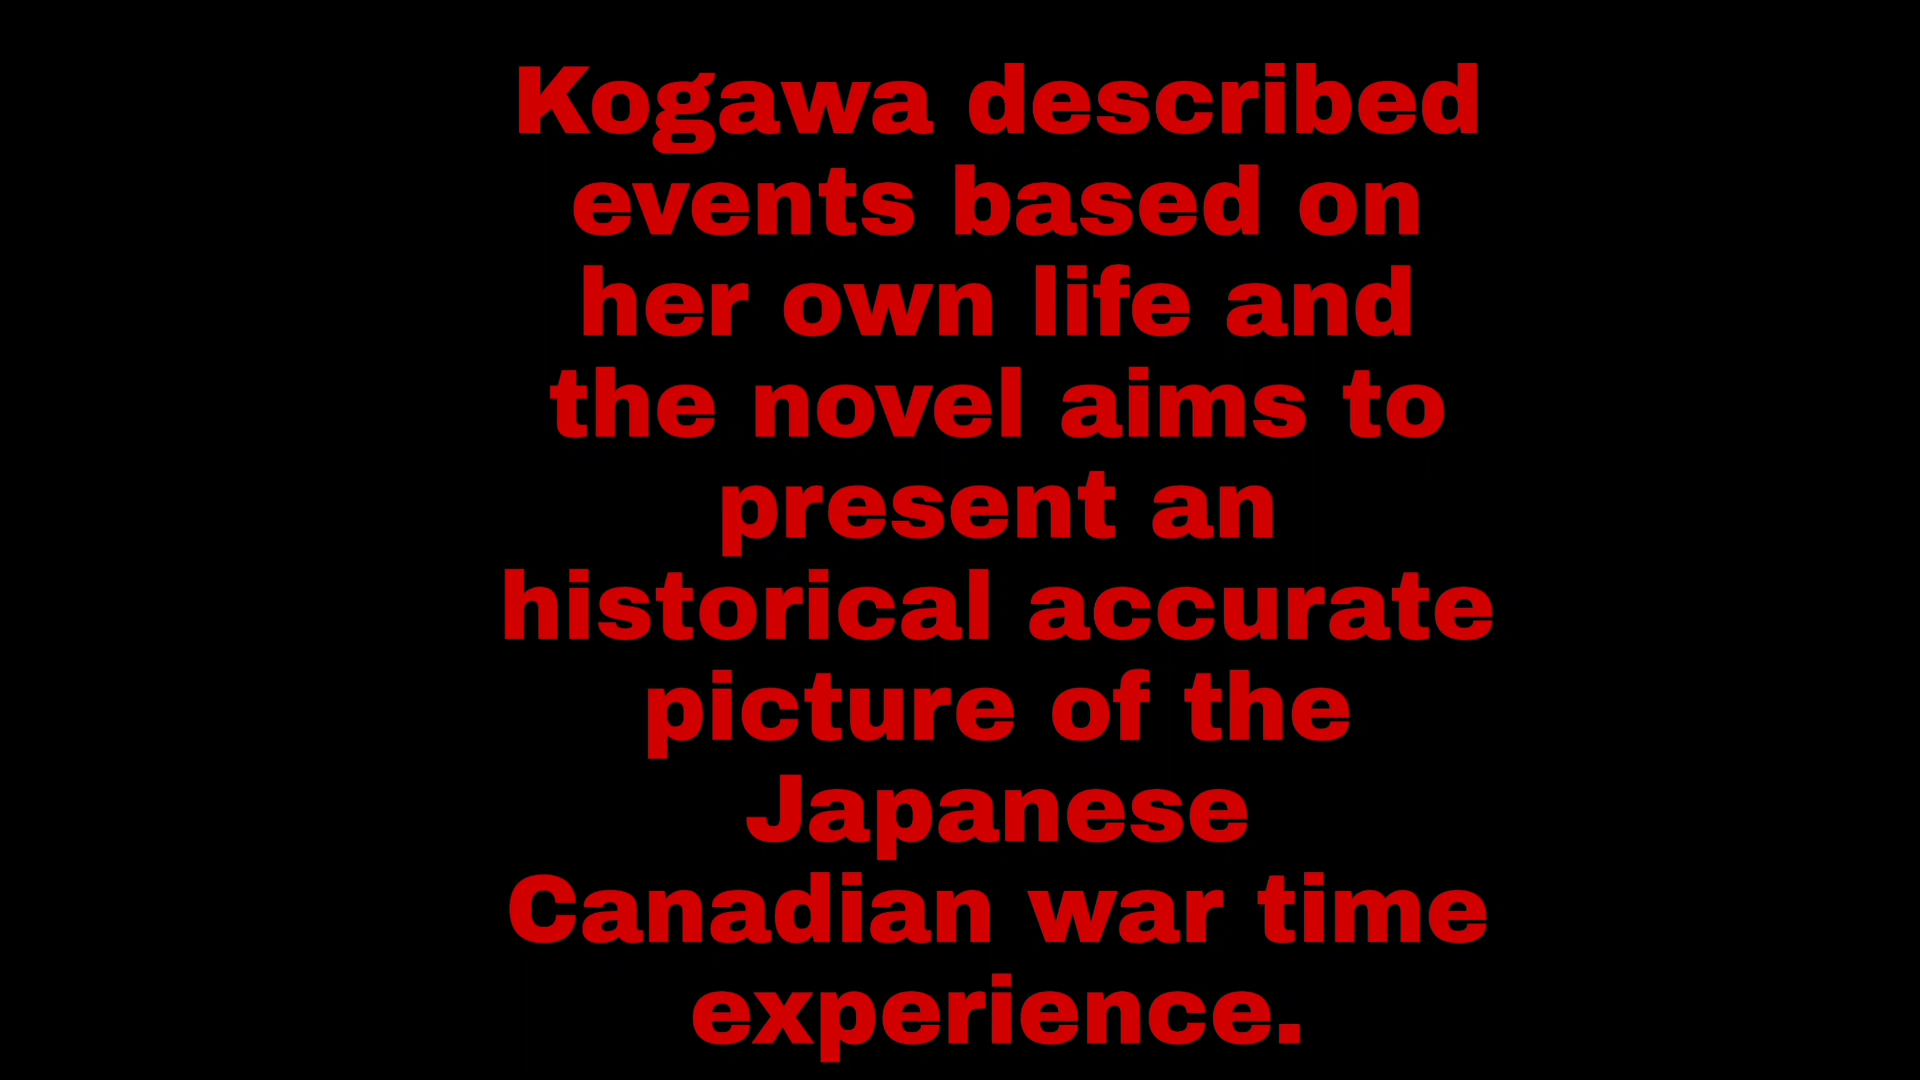 Kogawa described
events based on
her own life and
the novel aims to
present an
historical accurate
picture of the
Japanese
Canadian war time
experience.